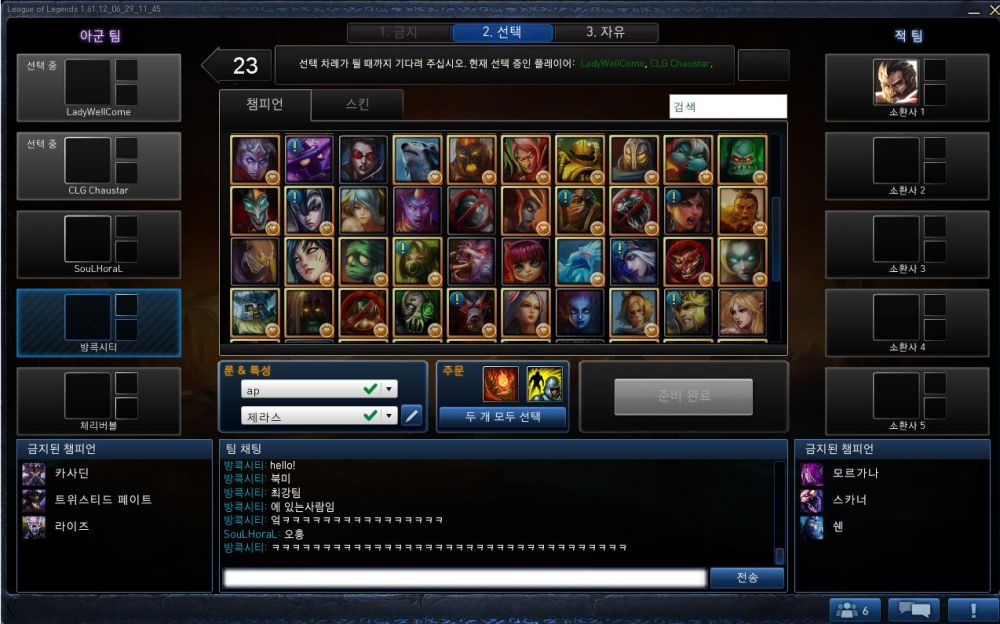 League of Legends 1.61.12_06_29_11_45
아군 팀
1. 금지
2. 선택
3. 자유
적 팀
23
선택 차례가 될 때까지 기다려 주십시오. 현재 선택 중인 플레이어: LadyWellCome, CLG Chaustar.
선택 중
LadyWellCome
선택 중
CLG Chaustar
SouLHoraL
방콕시티
체리버블
챔피언
스킨
검색
소환사 1
소환사 2
소환사 3
소환사 4
소환사 5
룬 & 특성
ap
제라스
주문
두 개 모두 선택
준비 완료
금지된 챔피언
카사딘
트위스티드 페이트
라이즈
팀 채팅
방콕시티: hello!
방콕시티: 북미
방콕시티: 최강팀
방콕시티: 에 있는사람임
방콕시티: 엌ㅋㅋㅋㅋㅋㅋㅋㅋㅋㅋㅋㅋㅋㅋㅋㅋ
SouLHoraL: 오홍
방콕시티: ㅋㅋㅋㅋㅋㅋㅋㅋㅋㅋㅋㅋㅋㅋㅋㅋㅋㅋㅋㅋㅋㅋㅋㅋㅋㅋㅋㅋㅋㅋㅋㅋㅋㅋㅋ
전송
금지된 챔피언
모르가나
스카너
쉔
6